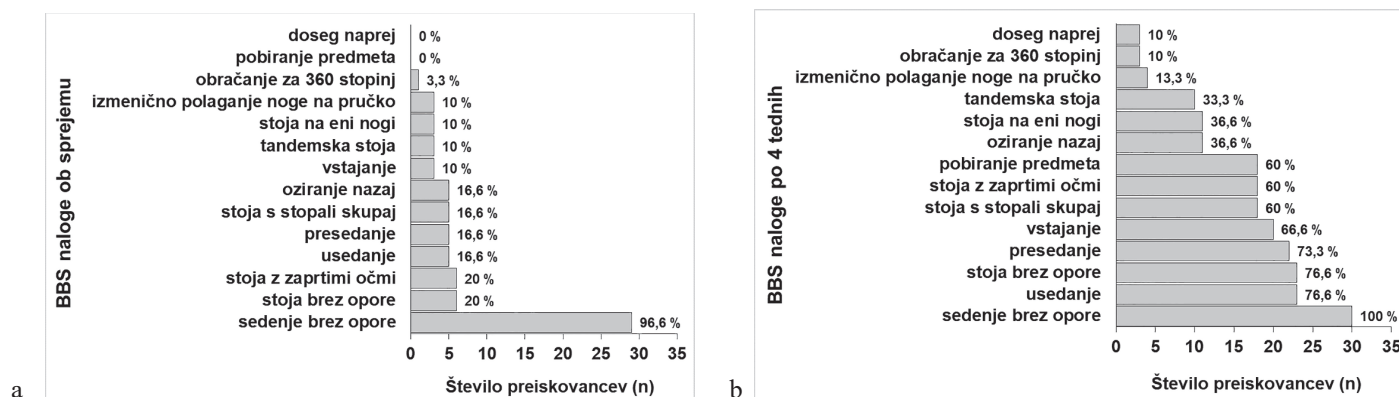 BBS naloge ob sprejemu
doseg naprej 0 %
pobiranje predmeta 0 %
obračanje za 360 stopinj 3,3 %
izmenično polaganje noge na pručko 10 %
stoja na eni nogi 10 %
tandemska stoja 10 %
vstajanje 10 %
oziranje nazaj 16,6 %
stoja s stopali skupaj 16,6 %
presedanje 16,6 %
usedanje 16,6 %
stoja z zaprtimi očmi 20 %
stoja brez opore 20 %
sedenje brez opore 96,6 %
0 5 10 15 20 25 30 35
Število preiskovancev (n)
a
BBS naloge po 4 tednih
doseg naprej 10 %
obračanje za 360 stopinj 10 %
izmenično polaganje noge na pručko 13,3 %
tandemska stoja 33,3 %
stoja na eni nogi 36,6 %
oziranje nazaj 36,6 %
pobiranje predmeta 60 %
stoja z zaprtimi očmi 60 %
stoja s stopali skupaj 60 %
vstajanje 66,6 %
presedanje 73,3 %
stoja brez opore 76,6 %
usedanje 76,6 %
sedenje brez opore 100 %
0 5 10 15 20 25 30 35
Število preiskovancev (n)
b